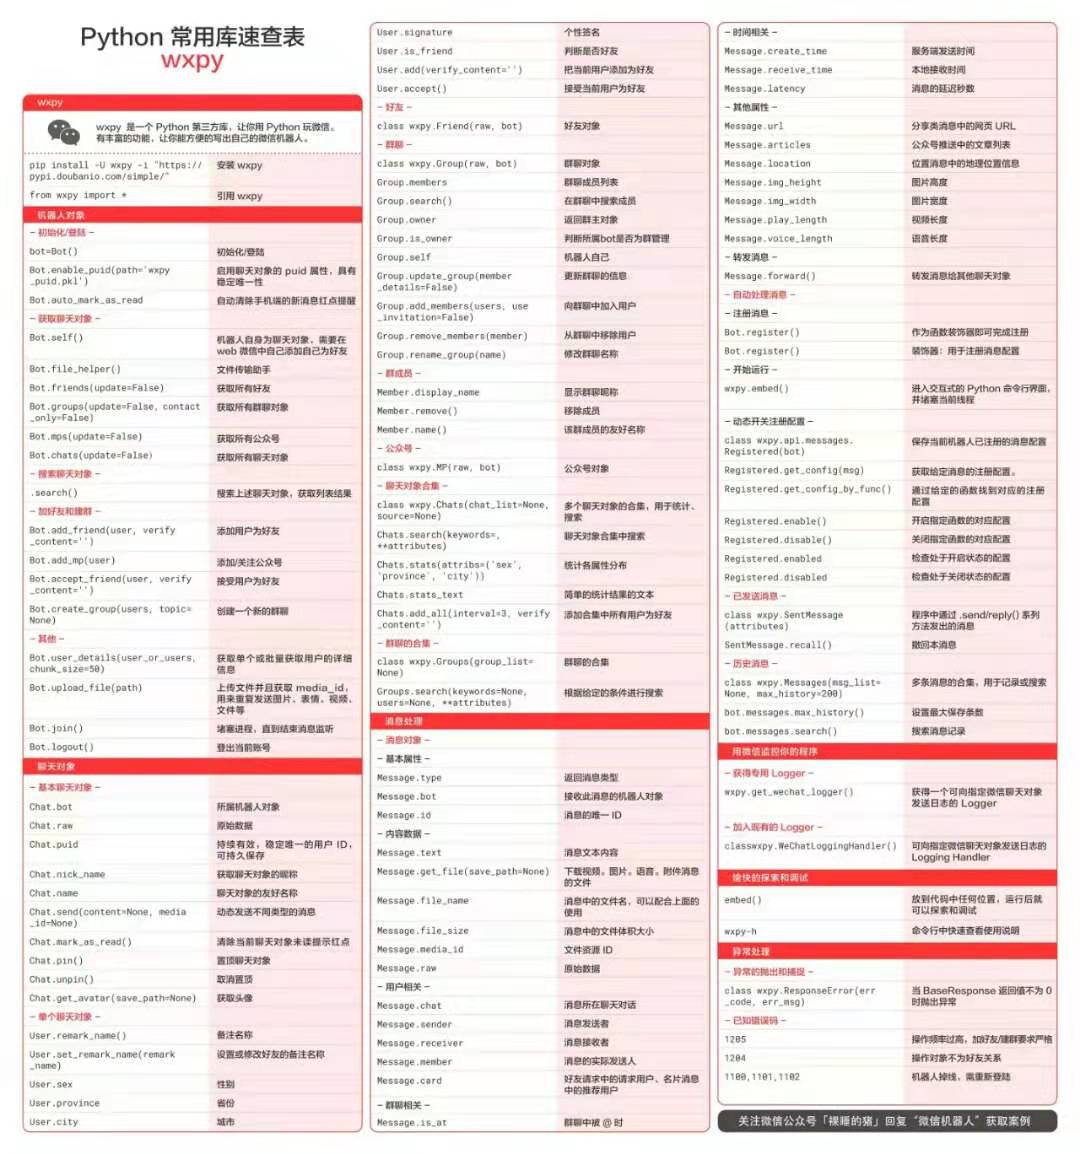 Python 常用库速查表
wxpy
wxpy
wxpy 是一个 Python 第三方库，让你用 Python 玩微信。
有丰富的功能，让你能方便的写出自己的微信机器人。
pip install -U wxpy -i "https://
pypi.doubanio.com/simple/"
安装 wxpy
from wxpy import *
引用 wxpy
机器人对象
– 初始化/登陆 –
bot=Bot()
初始化/登陆
Bot.enable_puid(path='wxpy
_puid.pkl')
启用聊天对象的 puid 属性，具有
稳定唯一性
Bot.auto_mark_as_read
自动清除手机端的新消息红点提醒
– 获取聊天对象 –
Bot.self()
机器人自身为聊天对象，需要在
web 微信中自己添加自己为好友
Bot.file_helper()
文件传输助手
Bot.friends(update=False)
获取所有好友
Bot.groups(update=False, contact
_only=False)
获取所有群聊对象
Bot.mps(update=False)
获取所有公众号
Bot.chats(update=False)
获取所有聊天对象
– 搜索聊天对象 –
.search()
搜索上述聊天对象，获取列表结果
– 加好友和建群 –
Bot.add_friend(user, verify
_content='')
添加用户为好友
Bot.add_mp(user)
添加/关注公众号
Bot.accept_friend(user, verify
_content='')
接受用户为好友
Bot.create_group(users, topic=
None)
创建一个新的群聊
– 其他 –
Bot.user_details(user_or_users,
chunk_size=50)
获取单个或批量获取用户的详细
信息
Bot.upload_file(path)
上传文件并且获取 media_id，
用来重复发送图片、表情、视频、
文件等
Bot.join()
堵塞进程，直到结束消息监听
Bot.logout()
登出当前账号
聊天对象
– 基本聊天对象 –
Chat.bot
所属机器人对象
Chat.raw
原始数据
Chat.puid
持续有效，稳定唯一的用户 ID，
可持久保存
Chat.nick_name
获取聊天对象的昵称
Chat.name
聊天对象的友好名称
Chat.send(content=None, media
_id=None)
动态发送不同类型的消息
Chat.mark_as_read()
清除当前聊天对象未读提示红点
Chat.pin()
置顶聊天对象
Chat.unpin()
取消置顶
Chat.get_avatar(save_path=None)
获取头像
– 单个聊天对象 –
User.remark_name()
备注名称
User.set_remark_name(remark
_name)
设置或修改好友的备注名称
User.sex
性别
User.province
省份
User.city
城市
User.signature
个性签名
User.is_friend
判断是否好友
User.add(verify_content='')
把当前用户添加为好友
User.accept()
接受当前用户为好友
– 好友 –
class wxpy.Friend(raw, bot)
好友对象
– 群聊 –
class wxpy.Group(raw, bot)
群聊对象
Group.members
群聊成员列表
Group.search()
在群聊中搜索成员
Group.owner
返回群主对象
Group.is_owner
判断所属bot是否为群管理
Group.self
机器人自己
Group.update_group(member
_details=False)
更新群聊的信息
Group.add_members(users, use
_invitation=False)
向群聊中加入用户
Group.remove_members(member)
从群聊中移除用户
Group.rename_group(name)
修改群聊名称
– 群成员 –
Member.display_name
显示群聊昵称
Member.remove()
移除成员
Member.name()
该群成员的友好名称
– 公众号 –
class wxpy.MP(raw, bot)
公众号对象
– 聊天对象合集 –
class wxpy.Chats(chat_list=None,
source=None)
多个聊天对象的合集，用于统计、
搜索
Chats.search(keywords=,
**attributes)
聊天对象合集中搜索
Chats.stats(attribs=('sex',
'province', 'city'))
统计各属性分布
Chats.stats_text
简单的统计结果的文本
Chats.add_all(interval=3, verify
_content='')
添加合集中所有用户为好友
– 群聊的合集 –
class wxpy.Groups(group_list=
None)
群聊的合集
Groups.search(keywords=None,
users=None, **attributes)
根据给定的条件进行搜索
消息处理
– 消息对象 –
– 基本属性 –
Message.type
返回消息类型
Message.bot
接收此消息的机器人对象
Message.id
消息的唯一 ID
– 内容数据 –
Message.text
消息文本内容
Message.get_file(save_path=None)
下载视频，图片，语音，附件消息
的文件
Message.file_name
消息中的文件名，可以配合上面的
使用
Message.file_size
消息中的文件体积大小
Message.media_id
文件资源 ID
Message.raw
原始数据
– 用户相关 –
Message.chat
消息所在聊天对话
Message.sender
消息发送者
Message.receiver
消息接收者
Message.member
消息的实际发送人
Message.card
好友请求中的请求用户、名片消息
中的推荐用户
– 群聊相关 –
Message.is_at
群聊中被 @ 时
– 时间相关 –
Message.create_time
服务端发送时间
Message.receive_time
本地接收时间
Message.latency
消息的延迟秒数
– 其他属性 –
Message.url
分享类消息中的网页 URL
Message.articles
公众号推送中的文章列表
Message.location
位置消息中的地理位置信息
Message.img_height
图片高度
Message.img_width
图片宽度
Message.play_length
视频长度
Message.voice_length
语音长度
– 转发消息 –
Message.forward()
转发消息给其他聊天对象
– 自动处理消息 –
– 注册消息 –
Bot.register()
作为函数装饰器即可完成注册
Bot.register()
装饰器：用于注册消息配置
– 开始运行 –
wxpy.embed()
进入交互式的 Python 命令行界面，
并堵塞当前线程
– 动态开关注册配置 –
class wxpy.api.messages.
Registered(bot)
保存当前机器人已注册的消息配置
Registered.get_config(msg)
获取给定消息的注册配置。
Registered.get_config_by_func()
通过给定的函数找到对应的注册
配置
Registered.enable()
开启指定函数的对应配置
Registered.disable()
关闭指定函数的对应配置
Registered.enabled
检查处于开启状态的配置
Registered.disabled
检查处于关闭状态的配置
– 已发送消息 –
class wxpy.SentMessage
(attributes)
程序中通过 .send/reply() 系列
方法发出的消息
SentMessage.recall()
撤回本消息
– 历史消息 –
class wxpy.Messages(msg_list=
None, max_history=200)
多条消息的合集，用于记录或搜索
bot.messages.max_history()
设置最大保存条数
bot.messages.search()
搜索消息记录
用微信监控你的程序
– 获得专用 Logger –
wxpy.get_wechat_logger()
获得一个可向指定微信聊天对象
发送日志的 Logger
– 加入现有的 Logger –
classwxpy.WeChatLoggingHandler()
可向指定微信聊天对象发送日志的
Logging Handler
愉快的探索和调试
embed()
放到代码中任何位置，运行后就
可以探索和调试
wxpy-h
命令行中快速查看使用说明
异常处理
– 异常的抛出和捕捉 –
class wxpy.ResponseError(err
_code, err_msg)
当 BaseResponse 返回值不为 0
时抛出异常
– 已知错误码 –
1205
操作频率过高，加好友/建群要求严格
1204
操作对象不为好友关系
1100,1101,1102
机器人掉线，需重新登陆
关注微信公众号「裸睡的猪」回复“微信机器人”获取案例